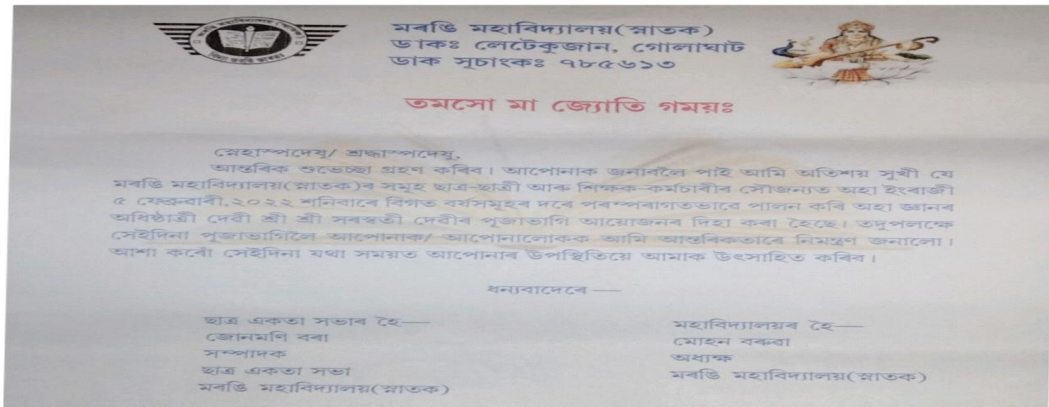 মৰঙি মহাবিদ্যালয়(স্নাতক)
ডাকঃ লেটেকুজান, গোলাঘাট
ডাক সূচাংকঃ ৭৮৫৬১৩
তমসো মা জ্যোতি গময়ঃ
স্নেহাস্পদেষু/ শ্ৰদ্ধাস্পদেষু,
আন্তৰিক শুভেচ্ছা গ্ৰহণ কৰিব। আপোনাক জনাবলৈ পাই আমি অতিশয় সুখী যে
মৰঙি মহাবিদ্যালয়(স্নাতক)ৰ সমূহ ছাত্ৰ-ছাত্ৰী আৰু শিক্ষক-কৰ্মচাৰীৰ সৌজন্যত অহা ইংৰাজী
৫ ফেব্ৰুৱাৰী,২০২২ শনিবাৰে বিগত বৰ্ষসমূহৰ দৰে পৰম্পৰাগতভাবে পালন কৰি অহা জ্ঞানৰ
অধিষ্ঠাত্ৰী দেৱী শ্ৰী শ্ৰী সৰস্বতী দেৱীৰ পূজাভাগি আয়োজনৰ দিহা কৰা হৈছে। তদুপলক্ষে
সেইদিনা পূজাভাগিলৈ আপোনাক/ আপোনালোকক আমি আন্তৰিকতাৰে নিমন্ত্ৰণ জনালো।
আশা কৰোঁ সেইদিনা যথা সময়ত আপোনাৰ উপস্থিতিয়ে আমাক উৎসাহিত কৰিব।
ধন্যবাদেৰে —
ছাত্ৰ একতা সভাৰ হৈ—
জোনমণি বৰা
সম্পাদক
ছাত্ৰ একতা সভা
মৰঙি মহাবিদ্যালয়(স্নাতক)
মহাবিদ্যালয়ৰ হৈ—
মোহন বৰুৱা
অধ্যক্ষ
মৰঙি মহাবিদ্যালয়(স্নাতক)